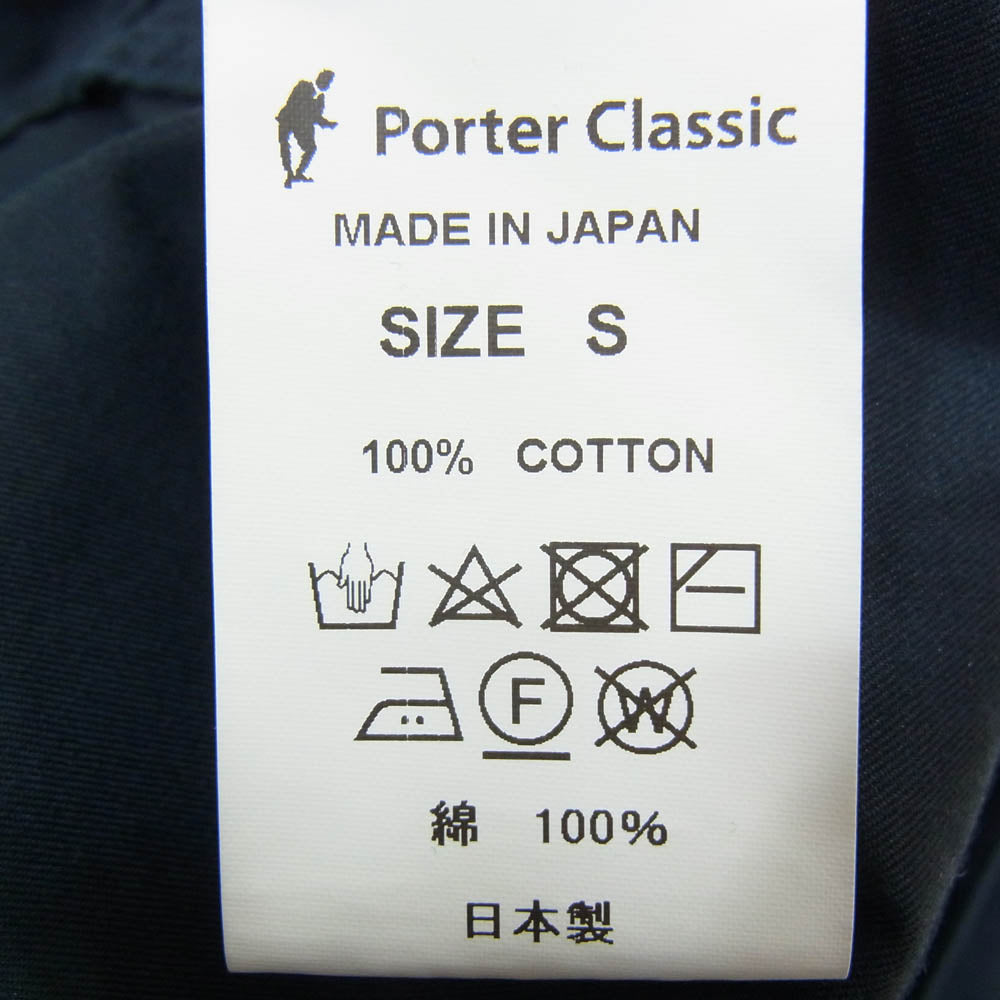 Porter Classic
MADE IN JAPAN
SIZE S
100% COTTON
F W
綿 100%
日本製